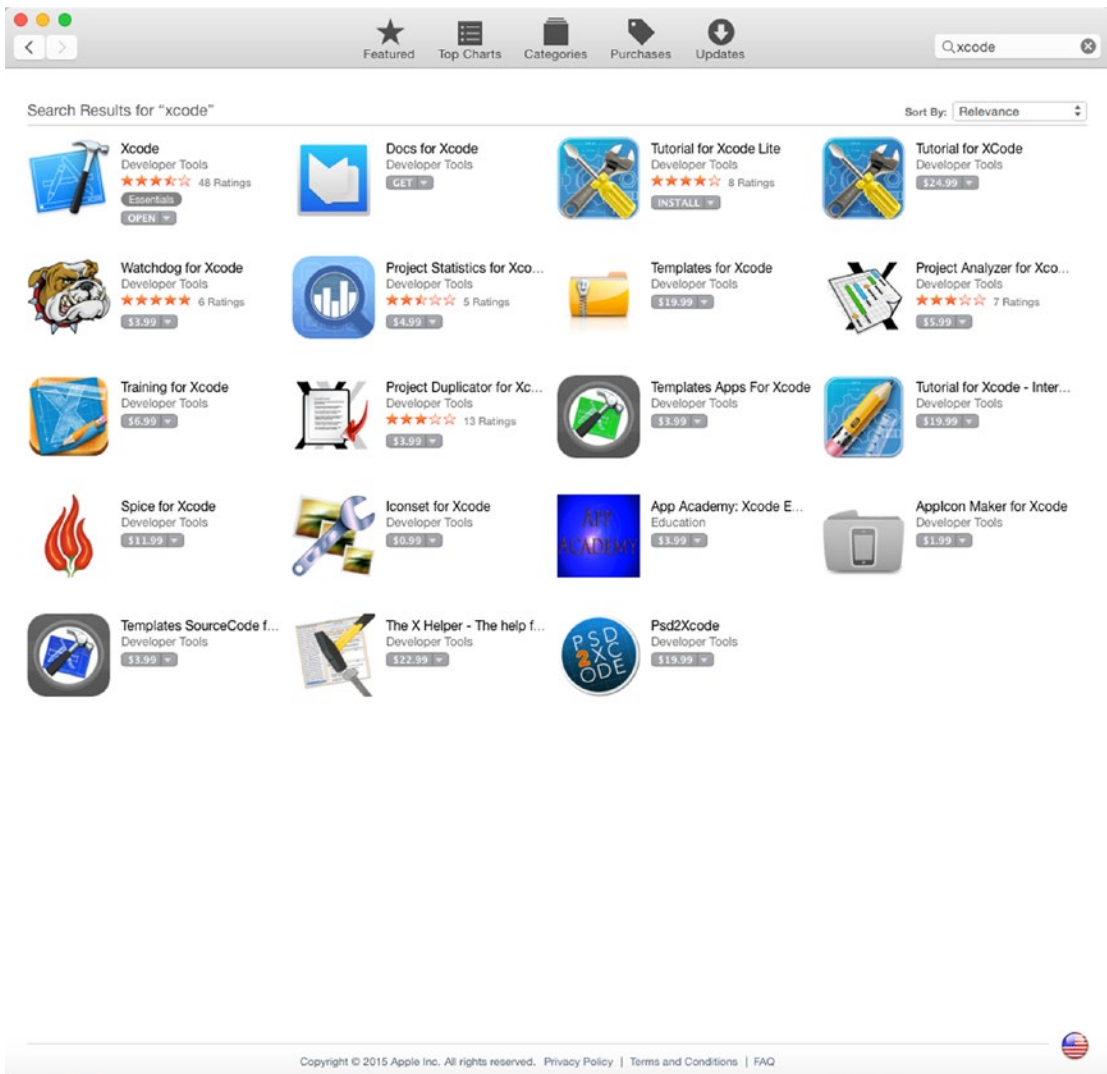 Featured
Top Charts
Categories
Purchases
Updates
xcode
Search Results for “xcode”
Sort By: Relevance
Xcode
Developer Tools
48 Ratings
Essentials
OPEN
Docs for Xcode
Developer Tools
GET
Tutorial for Xcode Lite
Developer Tools
8 Ratings
INSTALL
Tutorial for XCode
Developer Tools
$24.99
Watchdog for Xcode
Developer Tools
6 Ratings
$3.99
Project Statistics for Xco...
Developer Tools
5 Ratings
$4.99
Templates for Xcode
Developer Tools
$19.99
Project Analyzer for Xco...
Developer Tools
7 Ratings
$5.99
Training for Xcode
Developer Tools
$6.99
Project Duplicator for Xc...
Developer Tools
13 Ratings
$3.99
Templates Apps For Xcode
Developer Tools
$3.99
Tutorial for Xcode - Inter...
Developer Tools
$19.99
Spice for Xcode
Developer Tools
$11.99
Iconset for Xcode
Developer Tools
$0.99
APP
ACADEMY
App Academy: Xcode E...
Education
$3.99
AppIcon Maker for Xcode
Developer Tools
$1.99
Templates SourceCode f...
Developer Tools
$3.99
The X Helper - The help f...
Developer Tools
$22.99
PSD
2XC
ODE
Psd2Xcode
Developer Tools
$19.99
Copyright © 2015 Apple Inc. All rights reserved. Privacy Policy | Terms and Conditions | FAQ